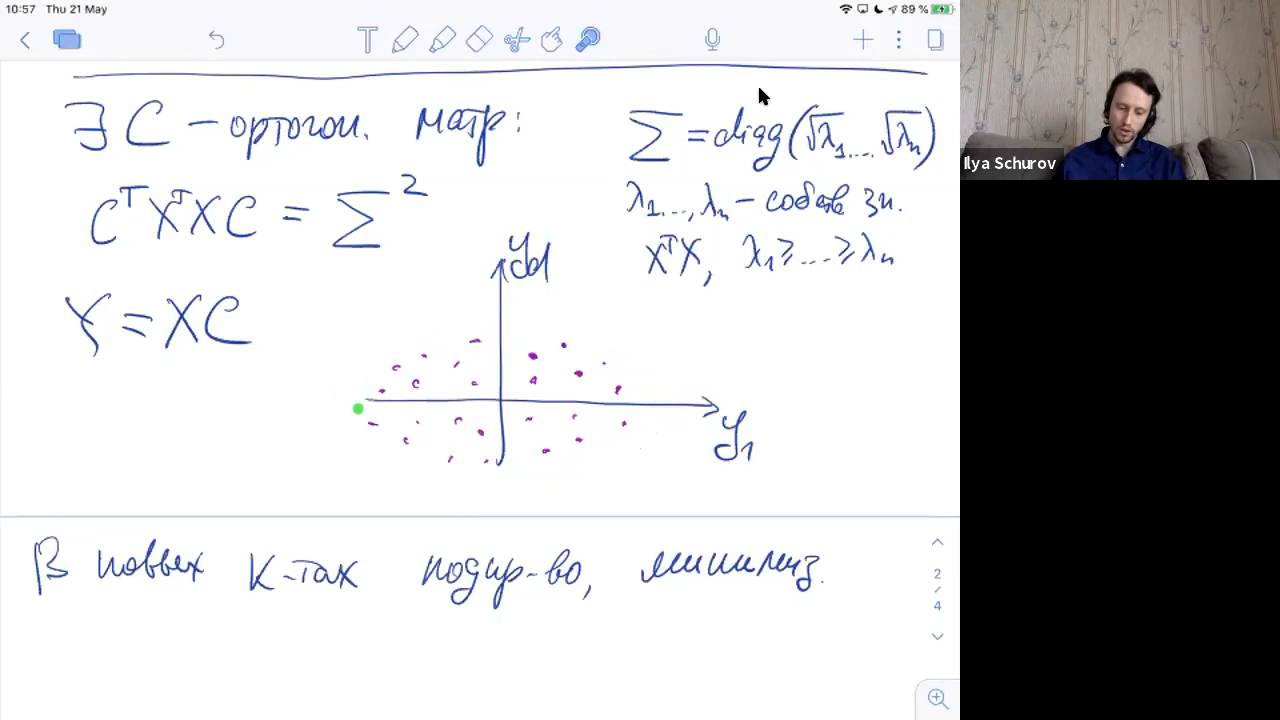 10:57 Thu 21 May
89 %
∃ C – ортогон. матр:
Σ = diag(√λ₁...√λₙ)
CᵀXᵀXC = Σ²
λ₁...,λₙ – собств зн.
XᵀX, λ₁ ≥ ... ≥ λₙ
Y = XC
y_d
y₁
Ilya Schurov
В новых к-тах подпр-во, минимиз.
2
/
4